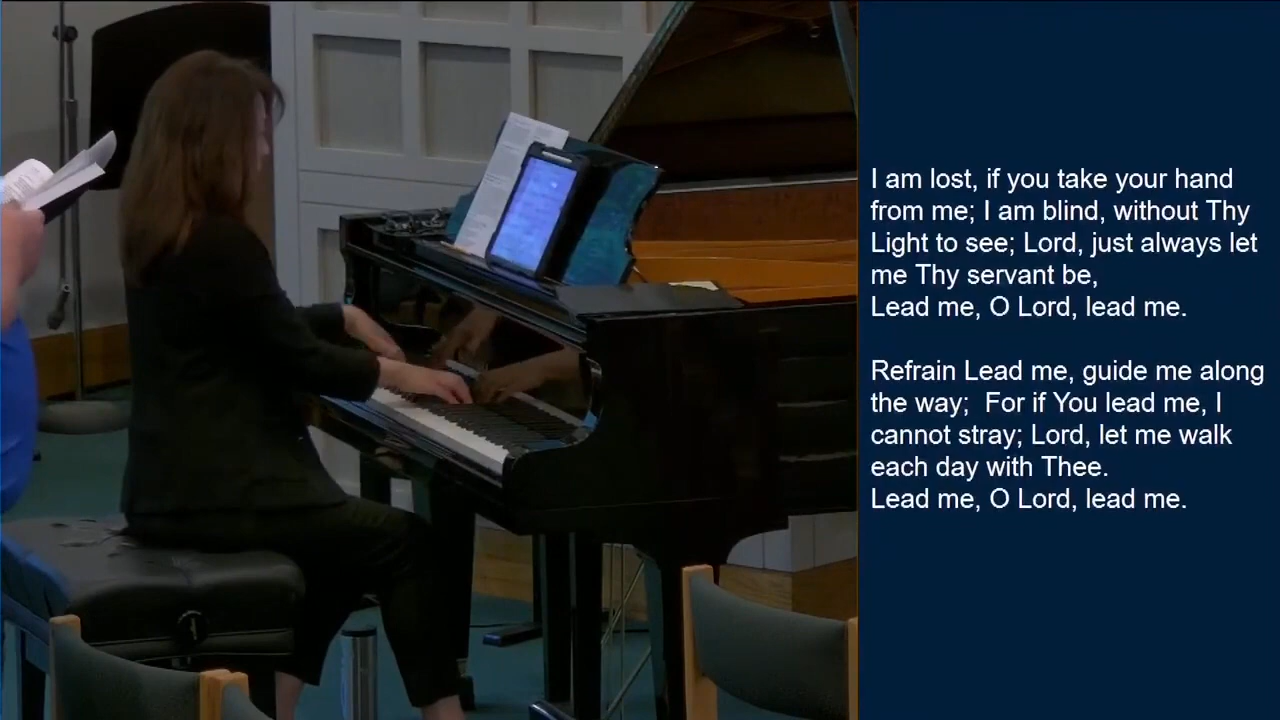 I am lost, if you take your hand
from me; I am blind, without Thy
Light to see; Lord, just always let
me Thy servant be,
Lead me, O Lord, lead me.
Refrain Lead me, guide me along
the way;  For if You lead me, I
cannot stray; Lord, let me walk
each day with Thee.
Lead me, O Lord, lead me.